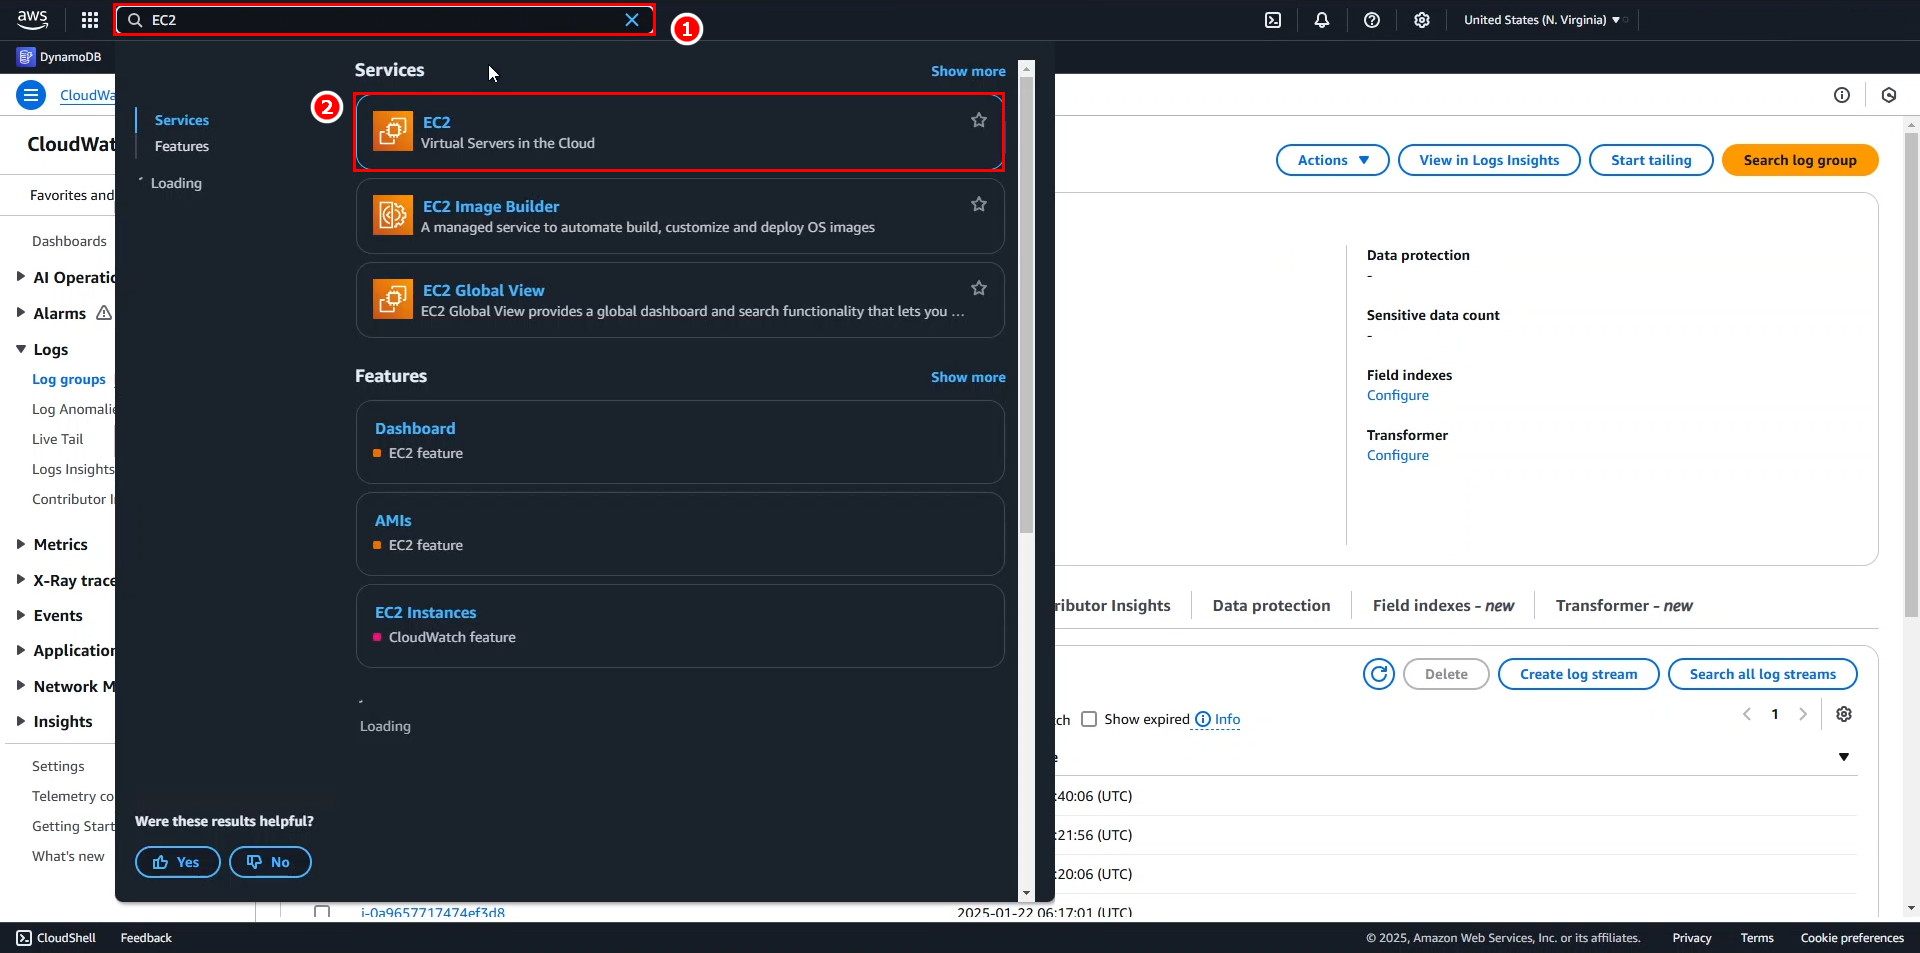 aws
EC2
1
United States (N. Virginia)
DynamoDB
CloudWa
CloudWat
Favorites and
Dashboards
AI Operatic
Alarms
Logs
Log groups
Log Anomalie
Live Tail
Logs Insights
Contributor I
Metrics
X-Ray trace
Events
Application
Network M
Insights
Settings
Telemetry co
Getting Start
What's new
Services
Features
Loading
Were these results helpful?
Yes
No
Services
Show more
2
EC2
Virtual Servers in the Cloud
EC2 Image Builder
A managed service to automate build, customize and deploy OS images
EC2 Global View
EC2 Global View provides a global dashboard and search functionality that lets you ...
Features
Show more
Dashboard
EC2 feature
AMIs
EC2 feature
EC2 Instances
CloudWatch feature
Loading
Actions
View in Logs Insights
Start tailing
Search log group
Data protection
-
Sensitive data count
-
Field indexes
Configure
Transformer
Configure
ributor Insights
Data protection
Field indexes - new
Transformer - new
Delete
Create log stream
Search all log streams
ch
Show expired
Info
1
e
:40:06 (UTC)
:21:56 (UTC)
:20:06 (UTC)
i-0a9657717474ef3d8
2025-01-22 06:17:01 (UTC)
CloudShell
Feedback
© 2025, Amazon Web Services, Inc. or its affiliates.
Privacy
Terms
Cookie preferences